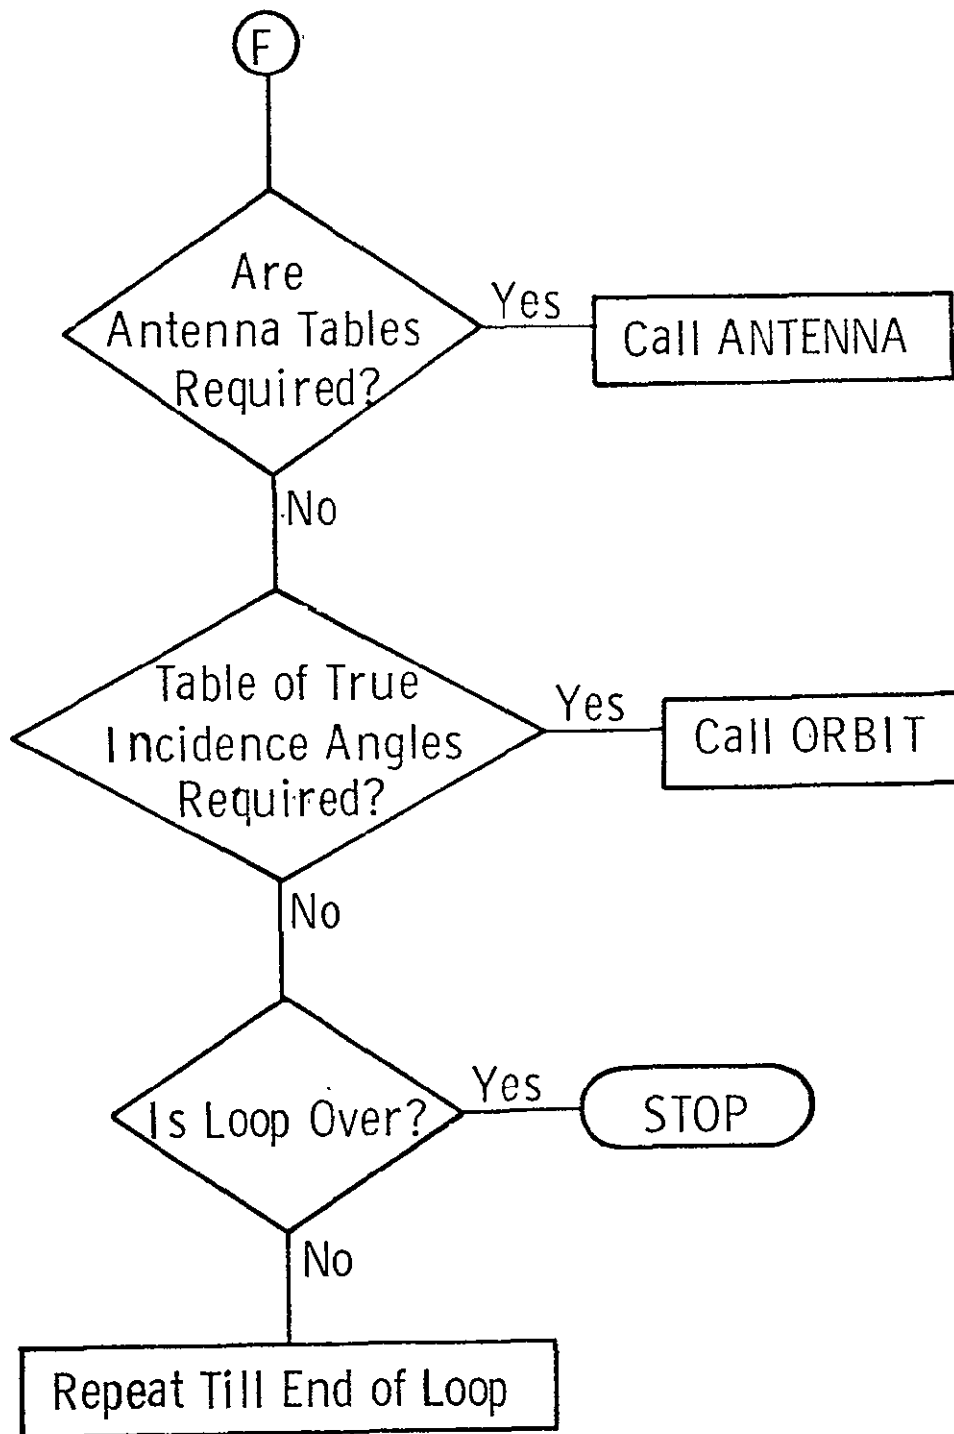 F
Are
Antenna Tables
Required?
Yes
Call ANTENNA
No
Table of True
Incidence Angles
Required?
Yes
Call ORBIT
No
Is Loop Over?
Yes
STOP
No
Repeat Till End of Loop